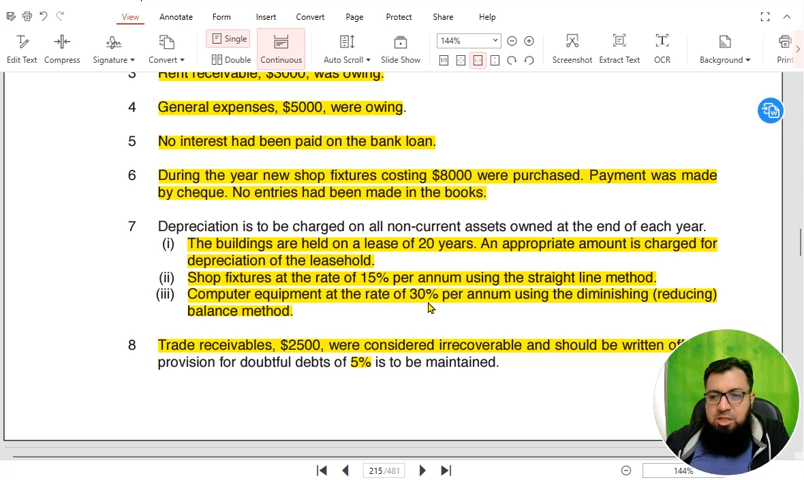 View Annotate Form Insert Convert Page Protect Share Help
Edit Text Compress Signature Convert Single Double Continuous Auto Scroll Slide Show 144% Screenshot Extract Text OCR Background Print
3 Rent receivable, $3000, was owing.
4 General expenses, $5000, were owing.
5 No interest had been paid on the bank loan.
6 During the year new shop fixtures costing $8000 were purchased. Payment was made
by cheque. No entries had been made in the books.
7 Depreciation is to be charged on all non-current assets owned at the end of each year.
(i) The buildings are held on a lease of 20 years. An appropriate amount is charged for
depreciation of the leasehold.
(ii) Shop fixtures at the rate of 15% per annum using the straight line method.
(iii) Computer equipment at the rate of 30% per annum using the diminishing (reducing)
balance method.
8 Trade receivables, $2500, were considered irrecoverable and should be written
provision for doubtful debts of 5% is to be maintained.
215/481 144%